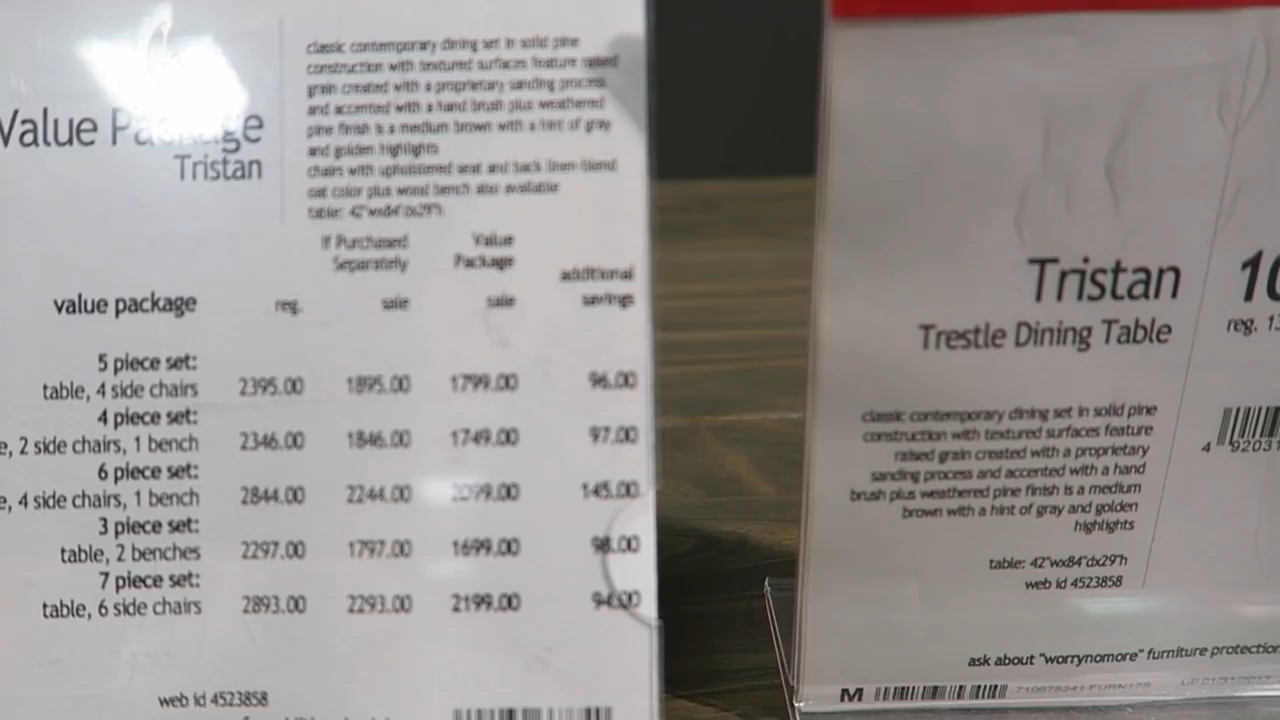 Value Package
Tristan
classic contemporary dining set in solid pine
construction with textured surfaces feature raised
grain created with a proprietary sanding process
and accented with a hand brush plus weathered
pine finish is a medium brown with a hint of gray
and golden highlights
chairs with upholstered seat and back linen blend
oat color plus wood bench also available
table: 42"wx84"dx29"h
If Purchased Separately
Value Package
additional
value package reg. sale sale savings
5 piece set:
table, 4 side chairs 2395.00 1895.00 1799.00 96.00
4 piece set:
e, 2 side chairs, 1 bench 2346.00 1846.00 1749.00 97.00
6 piece set:
e, 4 side chairs, 1 bench 2844.00 2244.00 2099.00 145.00
3 piece set:
table, 2 benches 2297.00 1797.00 1699.00 98.00
7 piece set:
table, 6 side chairs 2893.00 2293.00 2199.00 94.00
web id 4523858
Tristan
Trestle Dining Table
10
reg. 13
classic contemporary dining set in solid pine
construction with textured surfaces feature
raised grain created with a proprietary
sanding process and accented with a hand
brush plus weathered pine finish is a medium
brown with a hint of gray and golden
highlights
table: 42"wx84"dx29"h
web id 4523858
4 92031
ask about "worrynomore" furniture protection
M